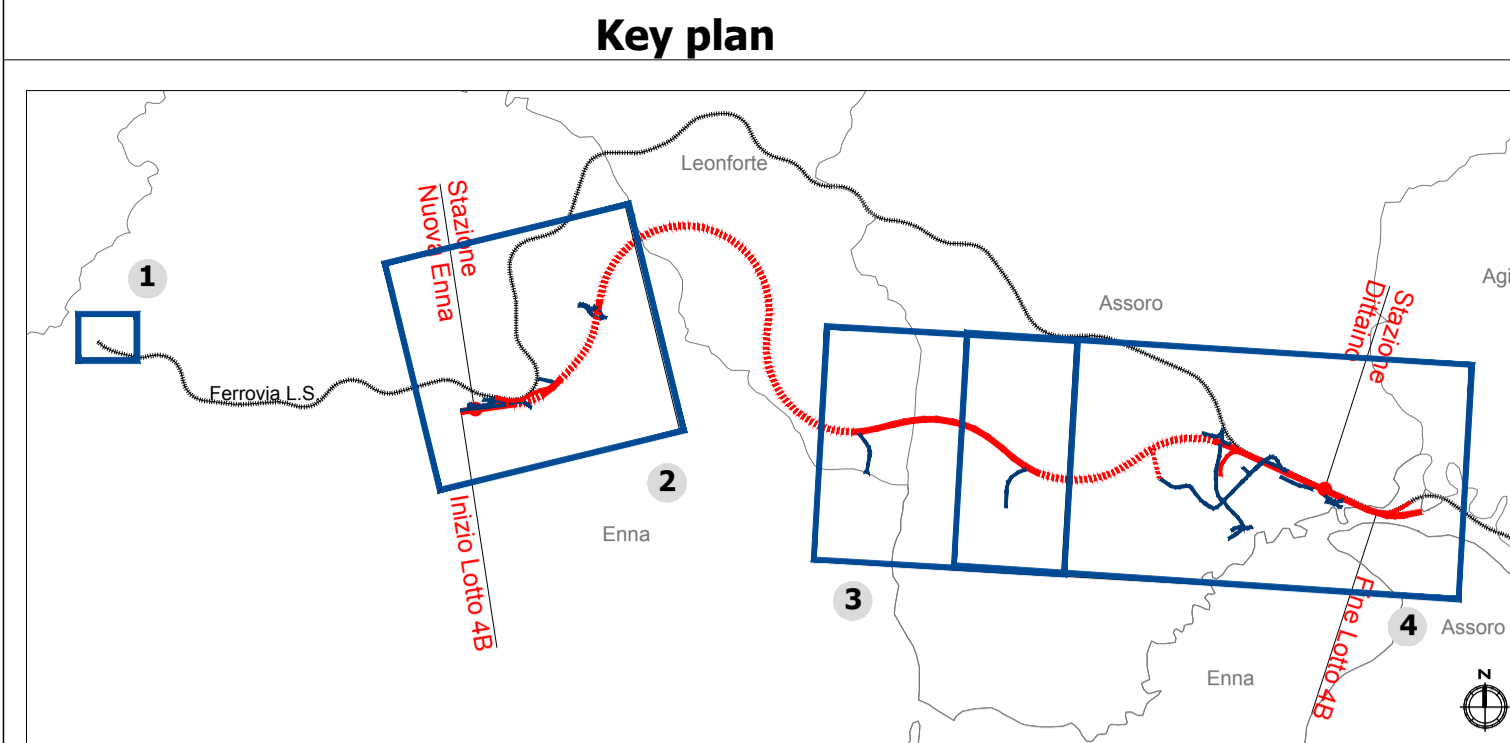 Key plan
Leonforte
Stazione
Nuova Enna
1
Agi
Assoro
Stazione
Dittaino
Ferrovia L.S.
2
Inizio Lotto 4B
Enna
3
Fine Lotto 4B
4
Assoro
Enna
N